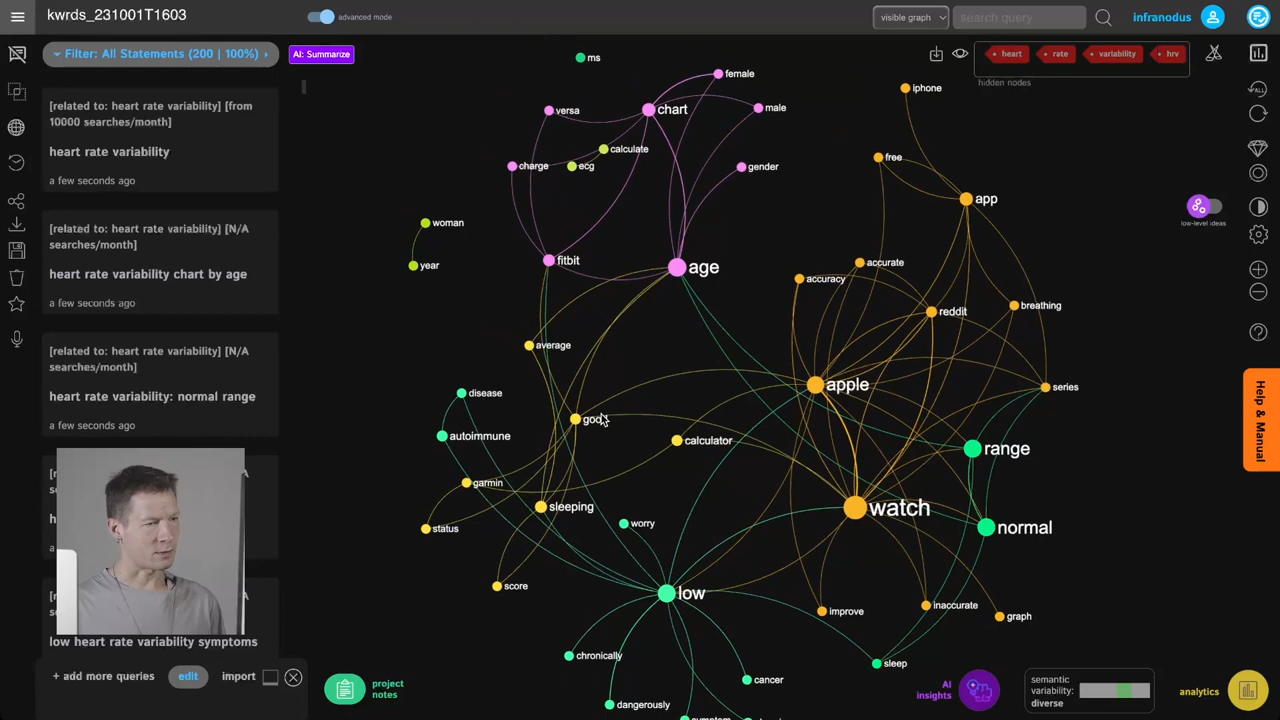 kwrds_231001T1603
advanced mode
visible graph
search query
infranodus
Filter: All Statements (200 | 100%)
AI: Summarize
heart
rate
variability
hrv
hidden nodes
[related to: heart rate variability] [from
10000 searches/month]
heart rate variability
a few seconds ago
[related to: heart rate variability] [N/A
searches/month]
heart rate variability chart by age
a few seconds ago
[related to: heart rate variability] [N/A
searches/month]
heart rate variability: normal range
a few seconds ago
low heart rate variability symptoms
+ add more queries
edit
import
ms
female
versa
chart
male
iphone
calculate
charge
ecg
gender
free
app
woman
year
fitbit
age
accurate
accuracy
reddit
breathing
average
apple
series
disease
autoimmune
calculator
range
garmin
sleeping
watch
status
worry
normal
score
low
improve
inaccurate
graph
chronically
sleep
cancer
dangerously
low-level ideas
ALL
Help & Manual
project
notes
AI
insights
semantic
variability:
diverse
analytics